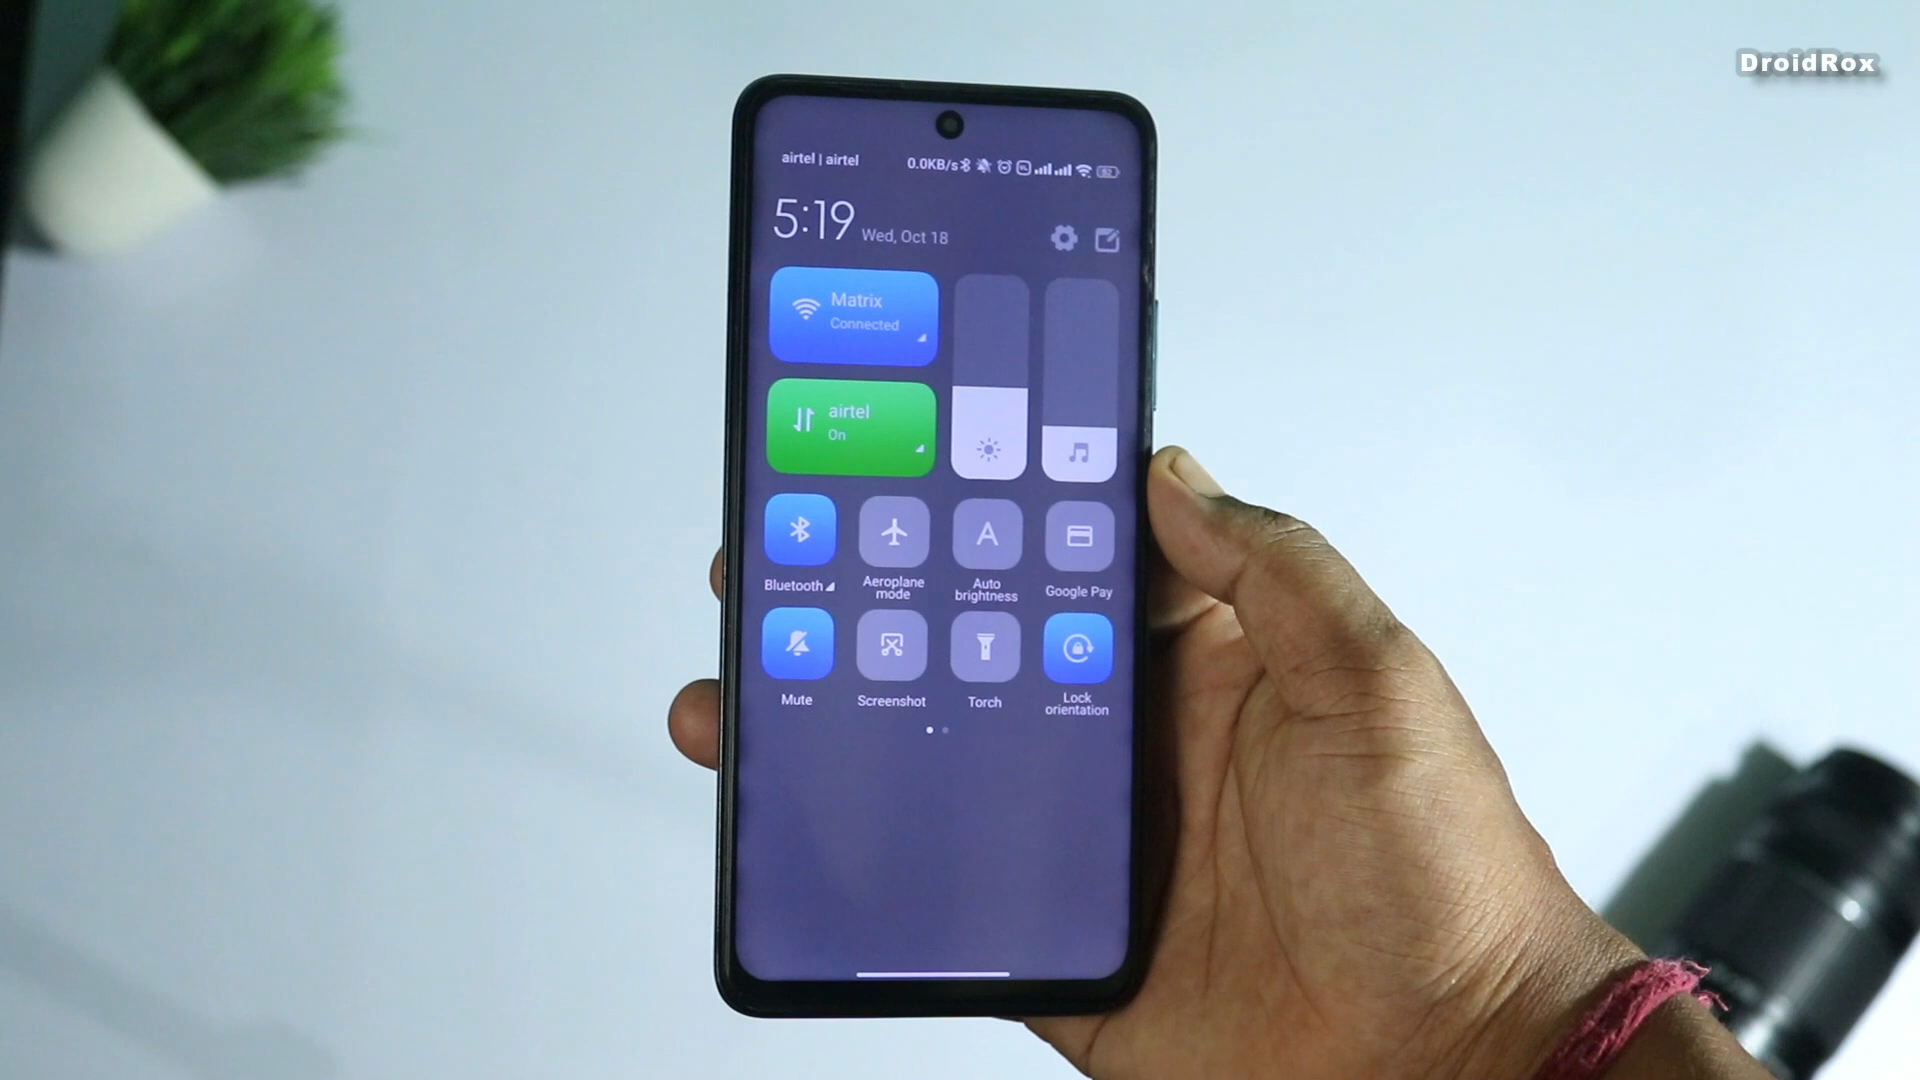 DroidRox
airtel | airtel
0.0KB/s
5:19
Wed, Oct 18
Matrix
Connected
airtel
On
A
Bluetooth
Aeroplane
mode
Auto
brightness
Google Pay
Mute
Screenshot
Torch
Lock
orientation